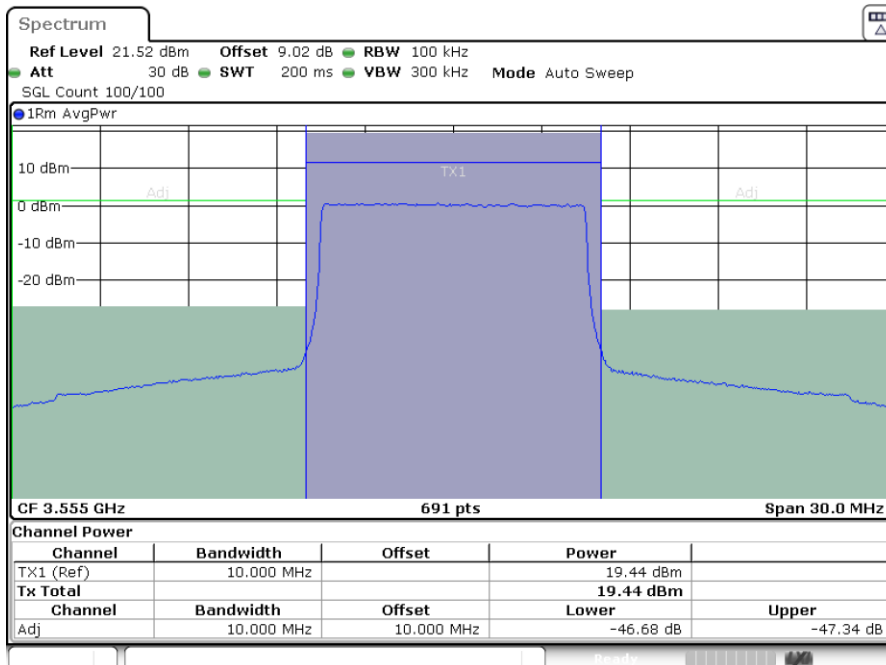 Spectrum
Ref Level 21.52 dBm Offset 9.02 dB RBW 100 kHz
Att 30 dB SWT 200 ms VBW 300 kHz Mode Auto Sweep
SGL Count 100/100
1Rm AvgPwr
10 dBm
TX1
Adj Adj
0 dBm
-10 dBm
-20 dBm
CF 3.555 GHz 691 pts Span 30.0 MHz
Channel Power
Channel Bandwidth Offset Power
TX1 (Ref) 10.000 MHz 19.44 dBm
Tx Total 19.44 dBm
Channel Bandwidth Offset Lower Upper
Adj 10.000 MHz 10.000 MHz -46.68 dB -47.34 dB
Ready